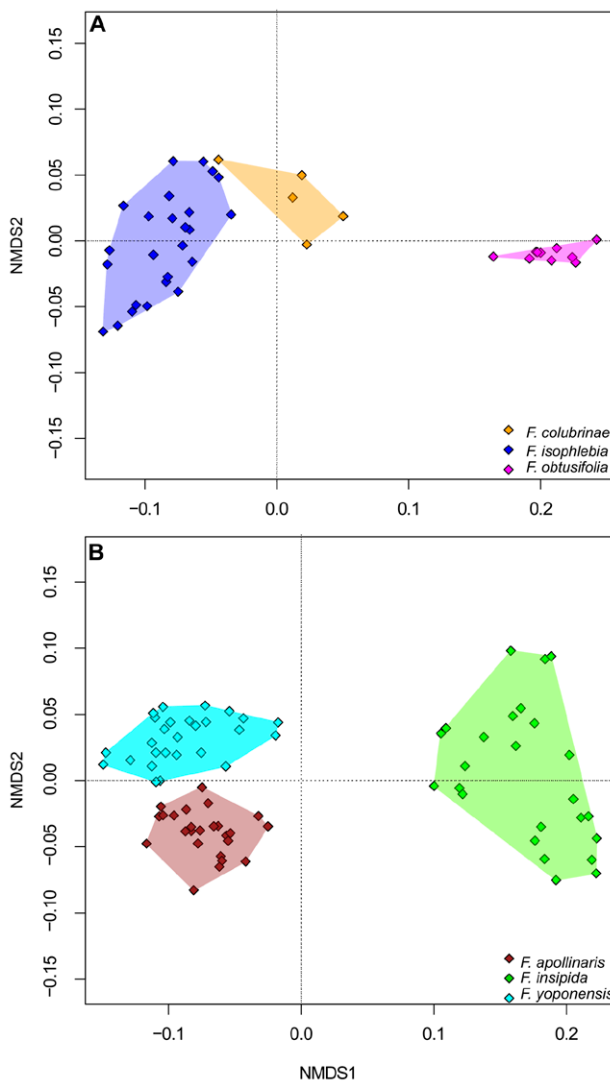 A
0.15
0.10
0.05
0.00
−0.05
−0.10
−0.15
NMDS2
F. colubrinae
F. isophlebia
F. obtusifolia
−0.1
0.0
0.1
0.2
B
0.15
0.10
0.05
0.00
−0.05
−0.10
−0.15
NMDS2
F. apollinaris
F. insipida
F. yoponensis
−0.1
0.0
0.1
0.2
NMDS1